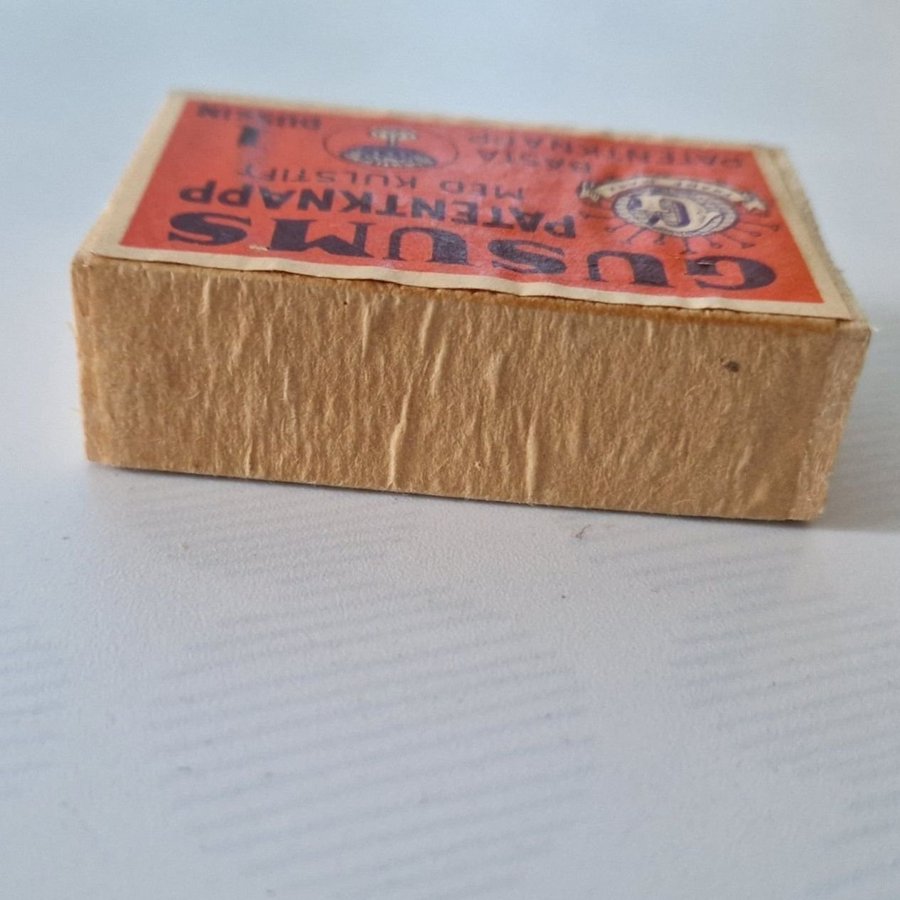 GUSUMS
PATENTKNAPP
MED KULSTIFT
BÄSTA
PATENTKNAPP
1
DUSSIN